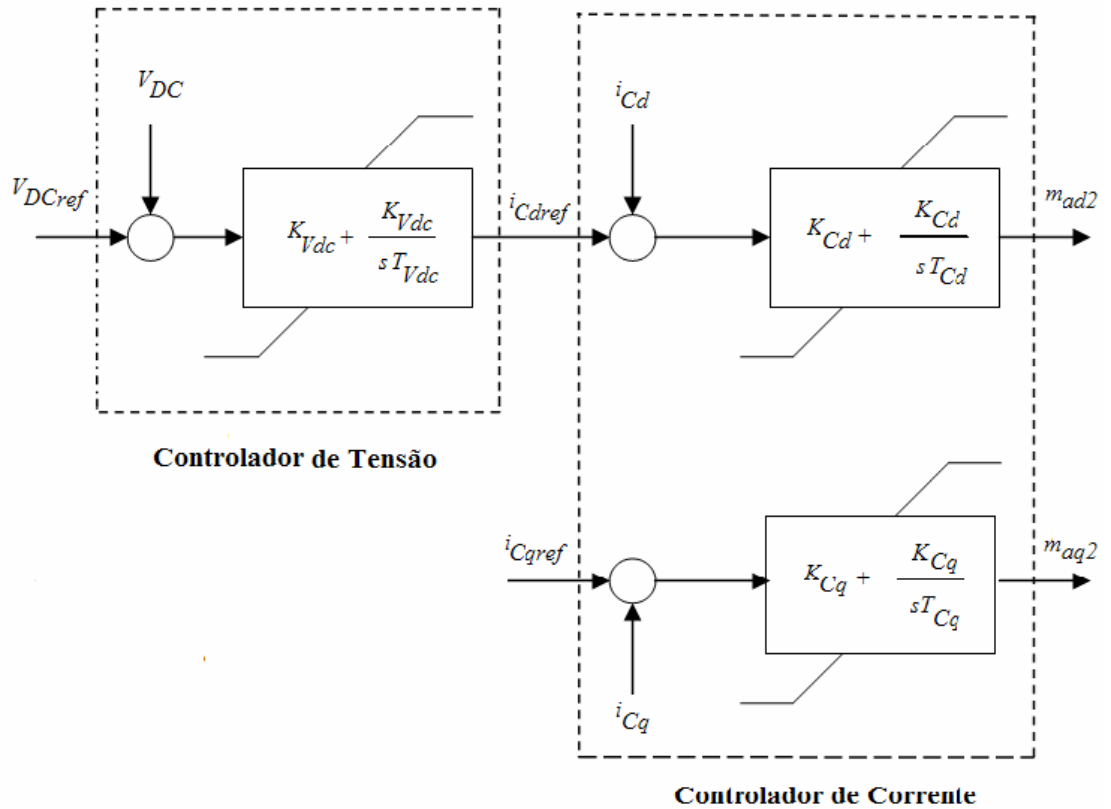 V_DC
V_DCref
K_Vdc + K_Vdc / sT_Vdc
i_Cdref
Controlador de Tensão
i_Cd
K_Cd + K_Cd / sT_Cd
m_ad2
i_Cqref
K_Cq + K_Cq / sT_Cq
m_aq2
i_Cq
Controlador de Corrente